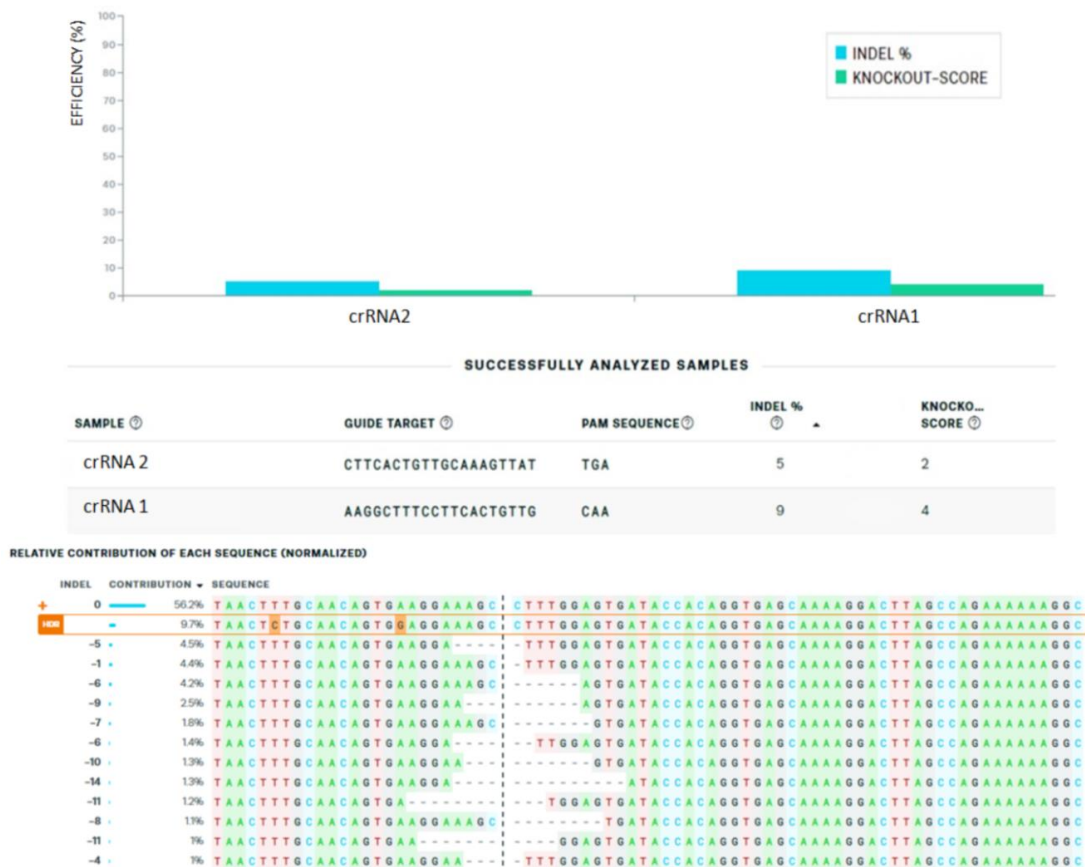 EFFICIENCY (%)
100
90
80
70
60
50
40
30
20
10
0
INDEL %
KNOCKOUT-SCORE
crRNA2 crRNA1
SUCCESSFULLY ANALYZED SAMPLES
SAMPLE GUIDE TARGET PAM SEQUENCE INDEL % KNOCKO... SCORE
crRNA 2 CTTCACTGTTGCAAAGTTAT TGA 5 2
crRNA 1 AAGGCTTTCCTTCACTGTTG CAA 9 4
RELATIVE CONTRIBUTION OF EACH SEQUENCE (NORMALIZED)
INDEL CONTRIBUTION SEQUENCE
+ 0 56.2% TAACTTTGCAACAGTGAAGGAAAGC CTTTGGAGTGATACCACAGGTGAGCAAAAGGACTTAGCCAGAAAAAAGGC
HDR 9.7% TAACTCTGCAACAGTGGAGGAAAGC CTTTGGAGTGATACCACAGGTGAGCAAAAGGACTTAGCCAGAAAAAAGGC
-5 4.5% TAACTTTGCAACAGTGAAGGA---- -TTTGGAGTGATACCACAGGTGAGCAAAAGGACTTAGCCAGAAAAAAGGC
-1 4.4% TAACTTTGCAACAGTGAAGGAAAGC -TTTGGAGTGATACCACAGGTGAGCAAAAGGACTTAGCCAGAAAAAAGGC
-6 4.2% TAACTTTGCAACAGTGAAGGAAAGC ------AGTGATACCACAGGTGAGCAAAAGGACTTAGCCAGAAAAAAGGC
-9 2.5% TAACTTTGCAACAGTGAAGGAA--- ------AGTGATACCACAGGTGAGCAAAAGGACTTAGCCAGAAAAAAGGC
-7 1.8% TAACTTTGCAACAGTGAAGGAAAGC -------GTGATACCACAGGTGAGCAAAAGGACTTAGCCAGAAAAAAGGC
-6 1.4% TAACTTTGCAACAGTGAAGGA---- --TTGGAGTGATACCACAGGTGAGCAAAAGGACTTAGCCAGAAAAAAGGC
-10 1.3% TAACTTTGCAACAGTGAAGGAA--- -------GTGATACCACAGGTGAGCAAAAGGACTTAGCCAGAAAAAAGGC
-14 1.3% TAACTTTGCAACAGTGAAGGA---- ----------ATACCACAGGTGAGCAAAAGGACTTAGCCAGAAAAAAGGC
-11 1.2% TAACTTTGCAACAGTGA-------- ---TGGAGTGATACCACAGGTGAGCAAAAGGACTTAGCCAGAAAAAAGGC
-8 1.1% TAACTTTGCAACAGTGAAGGAAAGC --------TGATACCACAGGTGAGCAAAAGGACTTAGCCAGAAAAAAGGC
-11 1% TAACTTTGCAACAGTGAA------- ----GGAGTGATACCACAGGTGAGCAAAAGGACTTAGCCAGAAAAAAGGC
-4 1% TAACTTTGCAACAGTGAAGGAA--- -TTTGGAGTGATACCACAGGTGAGCAAAAGGACTTAGCCAGAAAAAAGGC